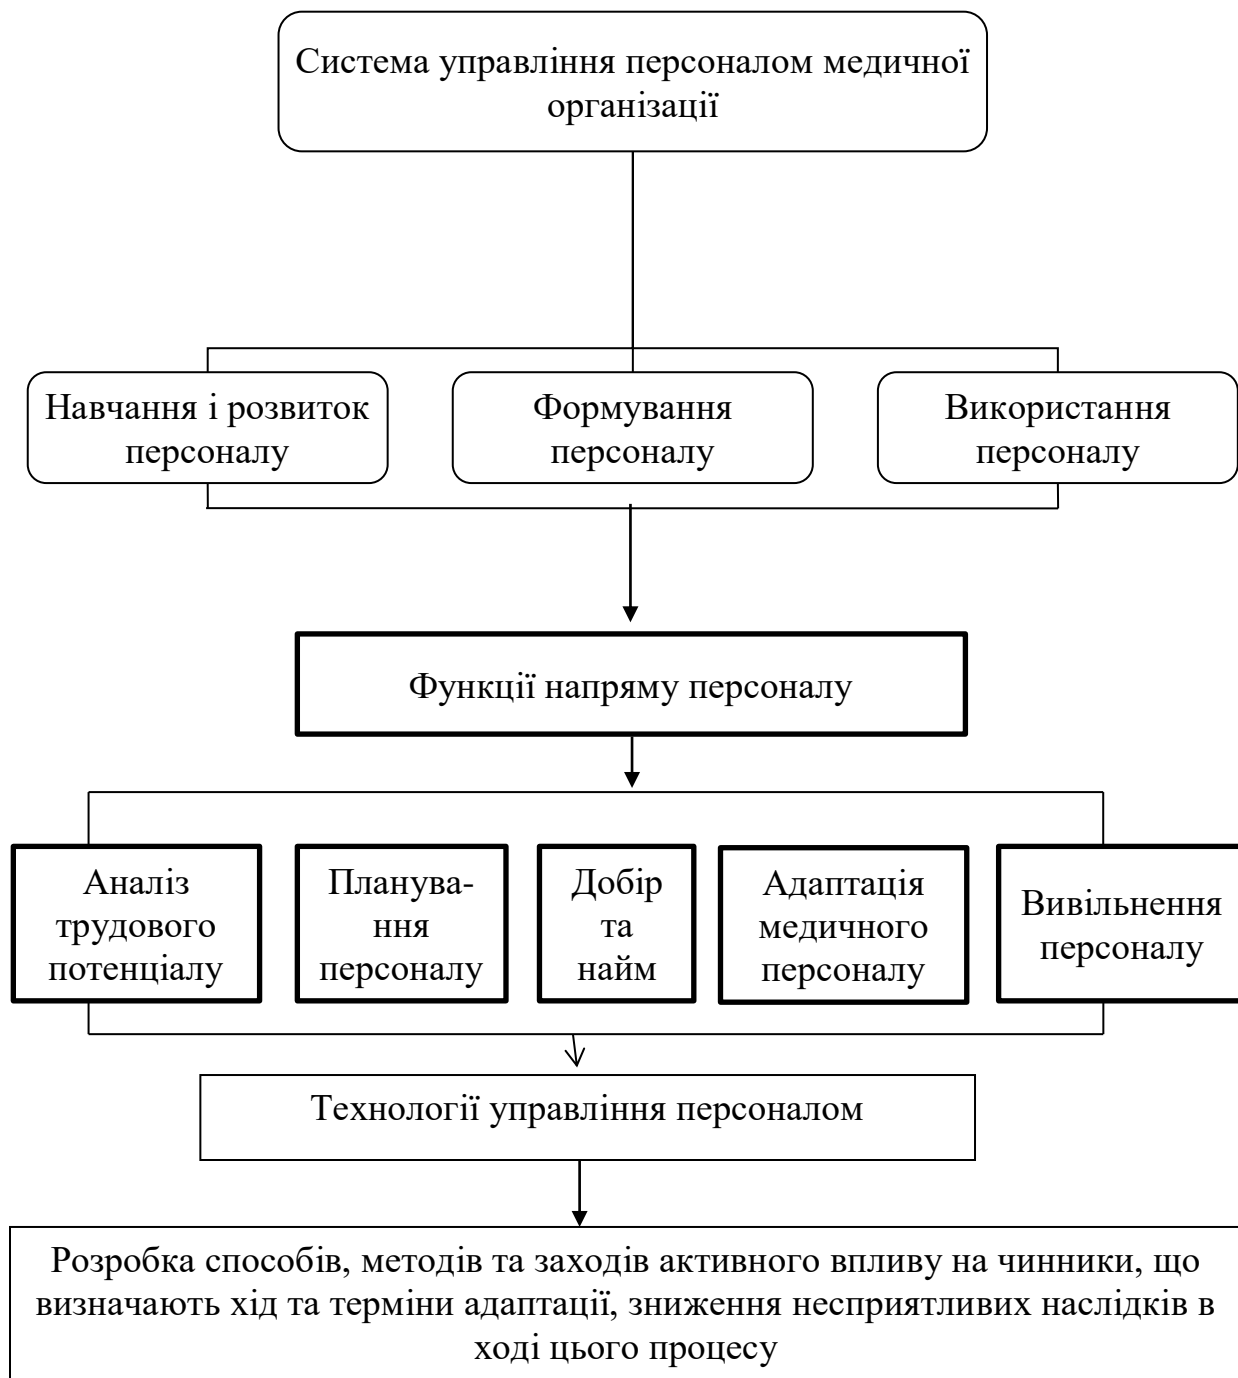 Система управління персоналом медичної
організації
Навчання і розвиток
персоналу
Формування
персоналу
Використання
персоналу
Функції напряму персоналу
Аналіз
трудового
потенціалу
Планува-
ння
персоналу
Добір
та
найм
Адаптація
медичного
персоналу
Вивільнення
персоналу
Технології управління персоналом
Розробка способів, методів та заходів активного впливу на чинники, що
визначають хід та терміни адаптації, зниження несприятливих наслідків в
ході цього процесу